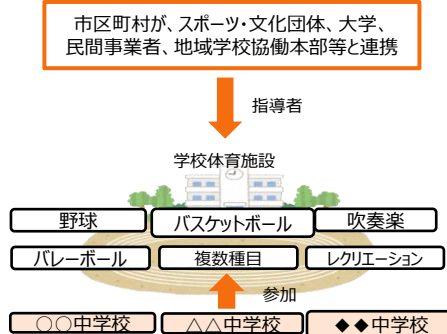 市区町村が、スポーツ・文化団体、大学、
民間事業者、地域学校協働本部等と連携
指導者
学校体育施設
野球
バスケットボール
吹奏楽
バレーボール
複数種目
レクリエーション
参加
○○中学校
△△中学校
◆◆中学校